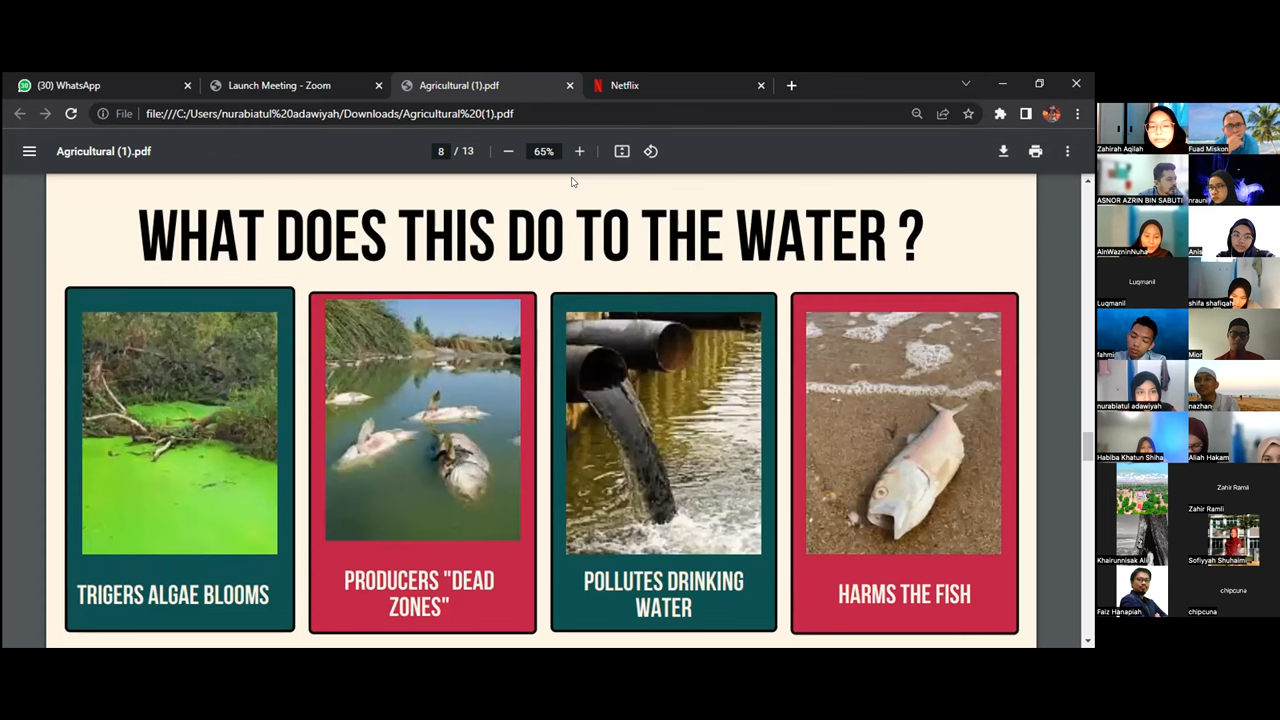 (30) WhatsApp
Launch Meeting - Zoom
Agricultural (1).pdf
Netflix
File
file:///C:/Users/nurabiatul%20adawiyah/Downloads/Agricultural%20(1).pdf
Agricultural (1).pdf
8 / 13
65%
WHAT DOES THIS DO TO THE WATER ?
TRIGERS ALGAE BLOOMS
PRODUCERS "DEAD
ZONES"
POLLUTES DRINKING
WATER
HARMS THE FISH
Zahirah Aqilah
Fuad Miskon
ASNOR AZRIN BIN SABUTI
nrauni
AinWazninNuha
Anis
Luqmanil
Luqmanil
shifa shafiqah
fahmi
Mior
nurabiatul adawiyah
nazhan
Habiba Khatun Shiha
Aliah Hakam
Zahir Ramli
Zahir Ramli
Khairunnisak Ali
Sofiyyah Shuhaimi
Faiz Hanapiah
chipcuna
chipcuna